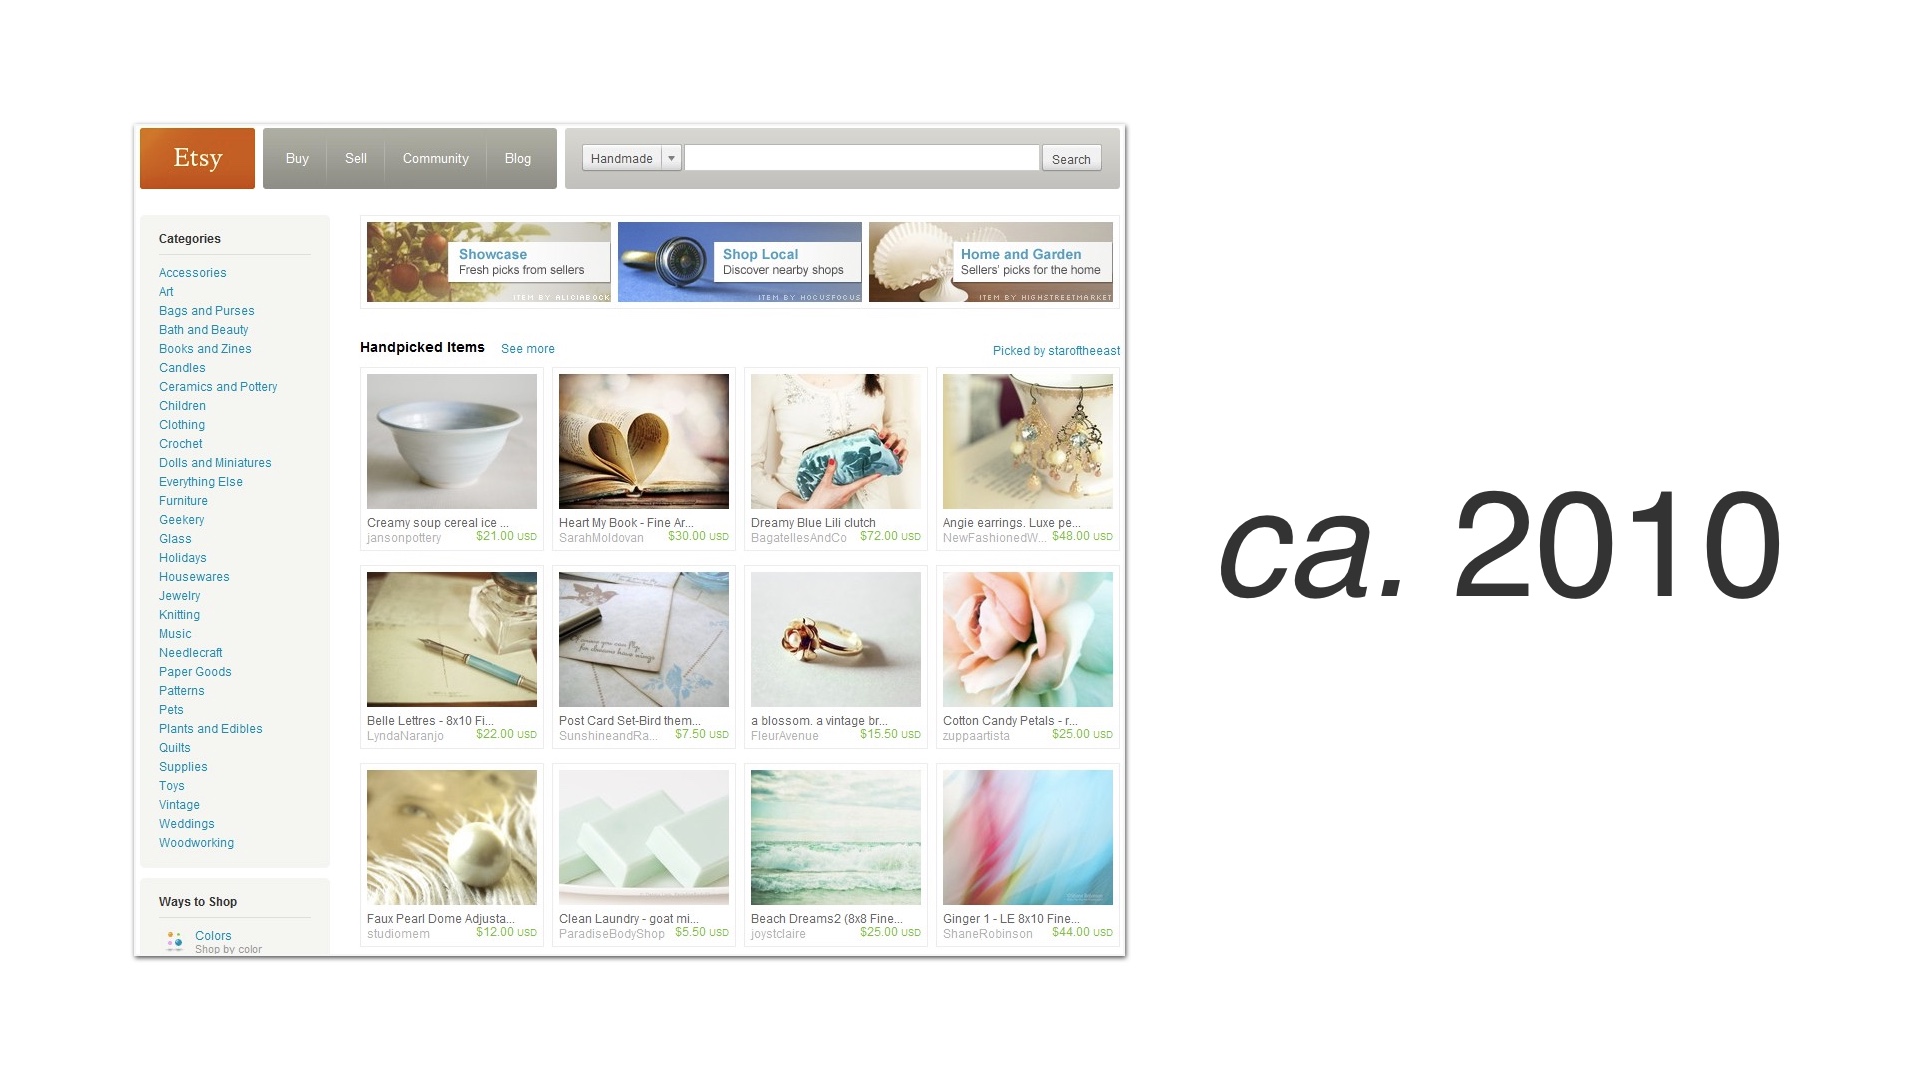 Etsy
Buy
Sell
Community
Blog
Handmade
Search
Categories
Accessories
Art
Bags and Purses
Bath and Beauty
Books and Zines
Candles
Ceramics and Pottery
Children
Clothing
Crochet
Dolls and Miniatures
Everything Else
Furniture
Geekery
Glass
Holidays
Housewares
Jewelry
Knitting
Music
Needlecraft
Paper Goods
Patterns
Pets
Plants and Edibles
Quilts
Supplies
Toys
Vintage
Weddings
Woodworking
Ways to Shop
Colors
Shop by color
Showcase
Fresh picks from sellers
ITEM BY ALICIABOCK
Shop Local
Discover nearby shops
ITEM BY HOCUSFOCUS
Home and Garden
Sellers' picks for the home
ITEM BY HIGHSTREETMARKET
Handpicked Items See more
Picked by staroftheeast
Creamy soup cereal ice ...
jansonpottery $21.00 USD
Heart My Book - Fine Ar...
SarahMoldovan $30.00 USD
Dreamy Blue Lili clutch
BagatellesAndCo $72.00 USD
Angie earrings. Luxe pe...
NewFashionedW... $48.00 USD
for dreams have wings
Belle Lettres - 8x10 Fi...
LyndaNaranjo $22.00 USD
Post Card Set-Bird them...
SunshineandRa... $7.50 USD
a blossom. a vintage br...
FleurAvenue $15.50 USD
Cotton Candy Petals - r...
zuppaartista $25.00 USD
Faux Pearl Dome Adjusta...
studiomem $12.00 USD
Clean Laundry - goat mi...
ParadiseBodyShop $5.50 USD
Beach Dreams2 (8x8 Fine...
joystclaire $25.00 USD
Ginger 1 - LE 8x10 Fine...
ShaneRobinson $44.00 USD
ca. 2010